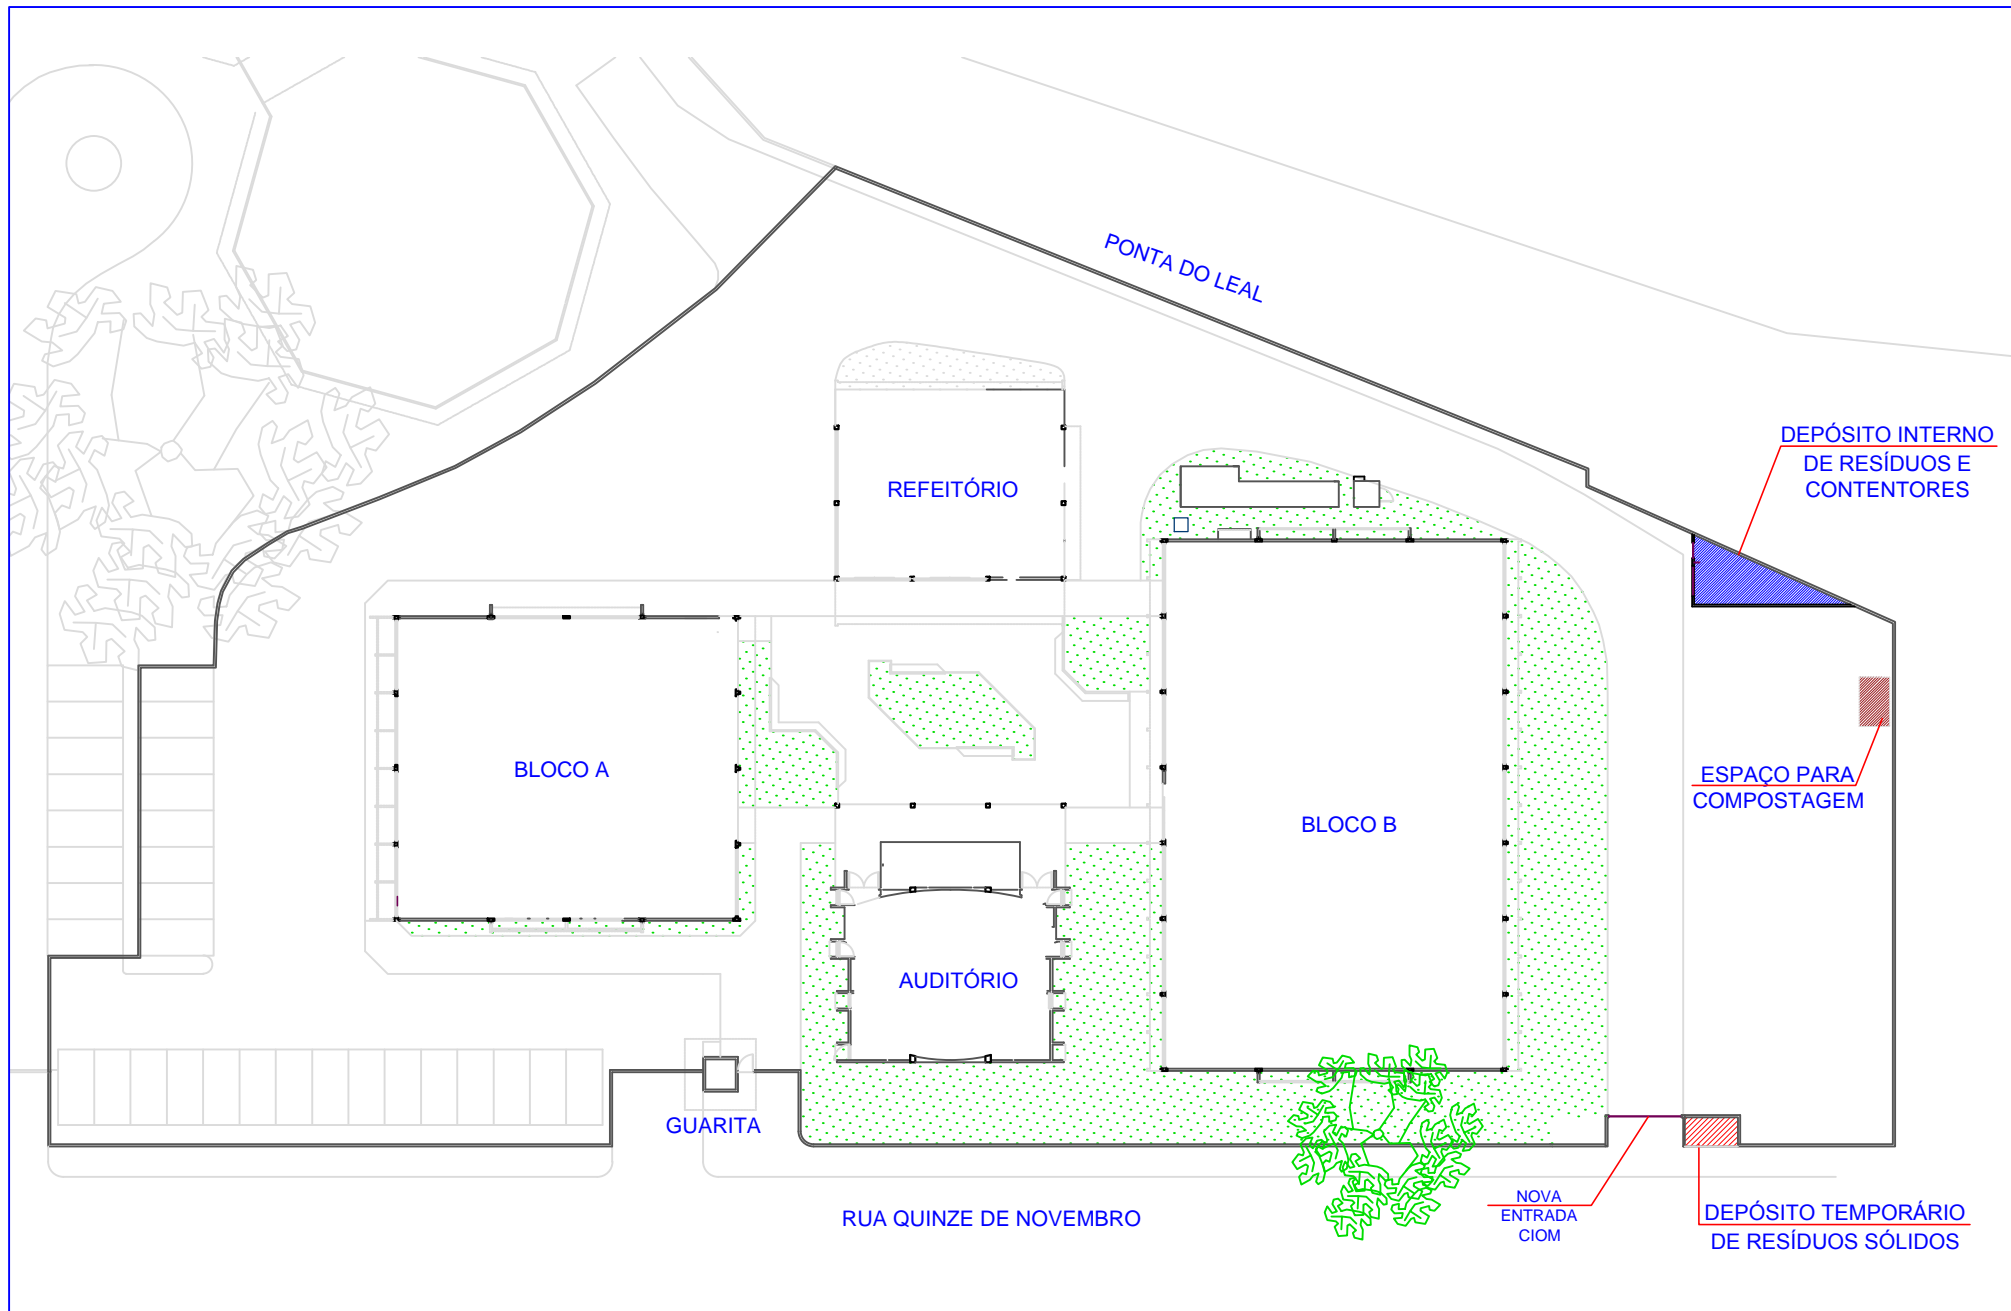 PONTA DO LEAL
DEPÓSITO INTERNO
DE RESÍDUOS E
CONTENTORES
REFEITÓRIO
BLOCO A
ESPAÇO PARA
COMPOSTAGEM
BLOCO B
AUDITÓRIO
GUARITA
RUA QUINZE DE NOVEMBRO
NOVA
ENTRADA
CIOM
DEPÓSITO TEMPORÁRIO
DE RESÍDUOS SÓLIDOS